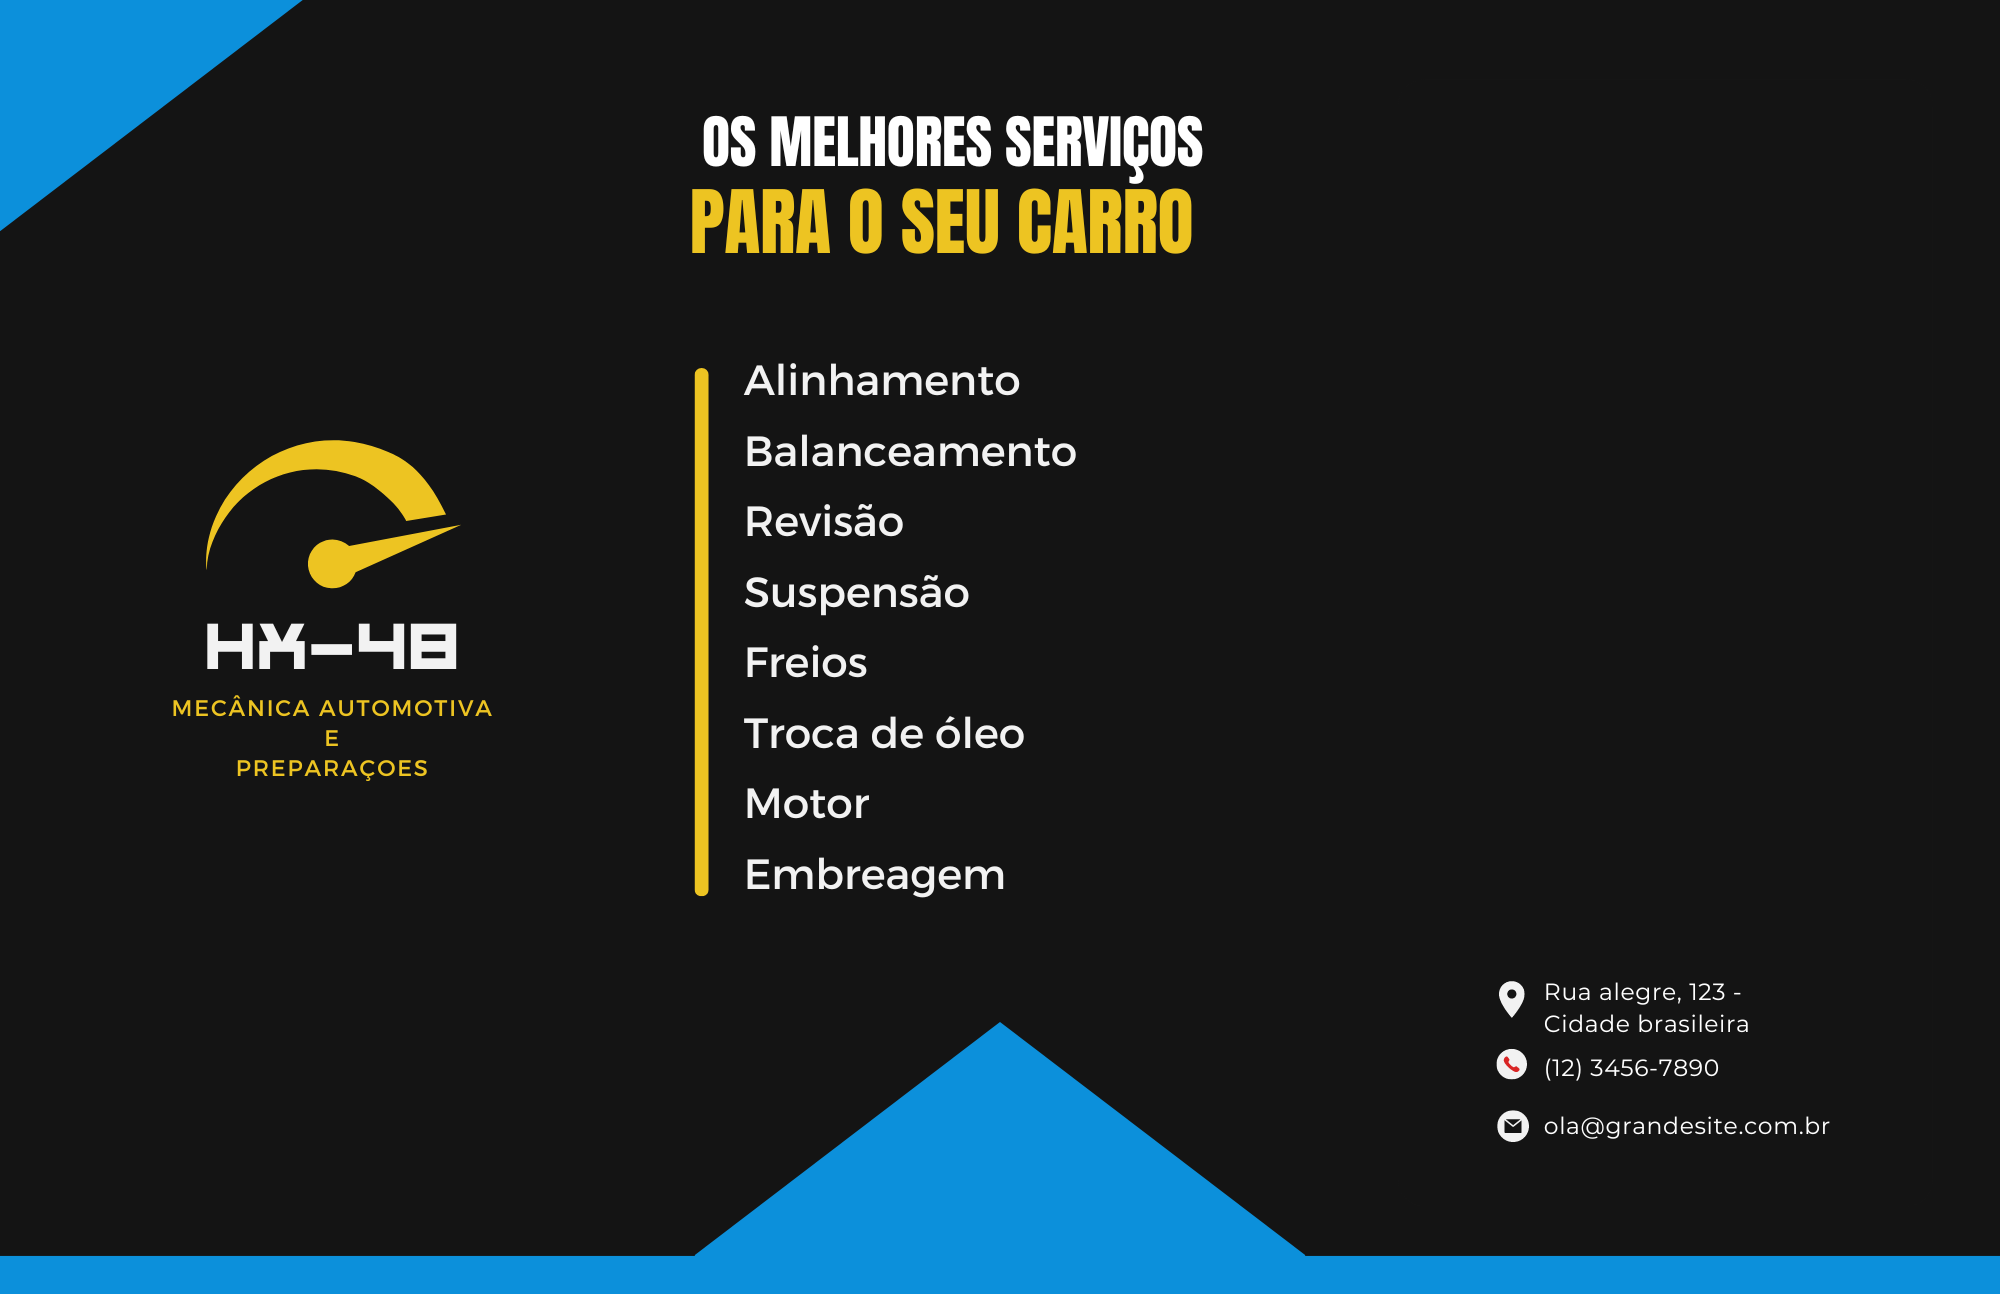 OS MELHORES SERVIÇOS
PARA O SEU CARRO
HX-48
MECÂNICA AUTOMOTIVA
E
PREPARAÇOES
Alinhamento
Balanceamento
Revisão
Suspensão
Freios
Troca de óleo
Motor
Embreagem
Rua alegre, 123 -
Cidade brasileira
(12) 3456-7890
ola@grandesite.com.br